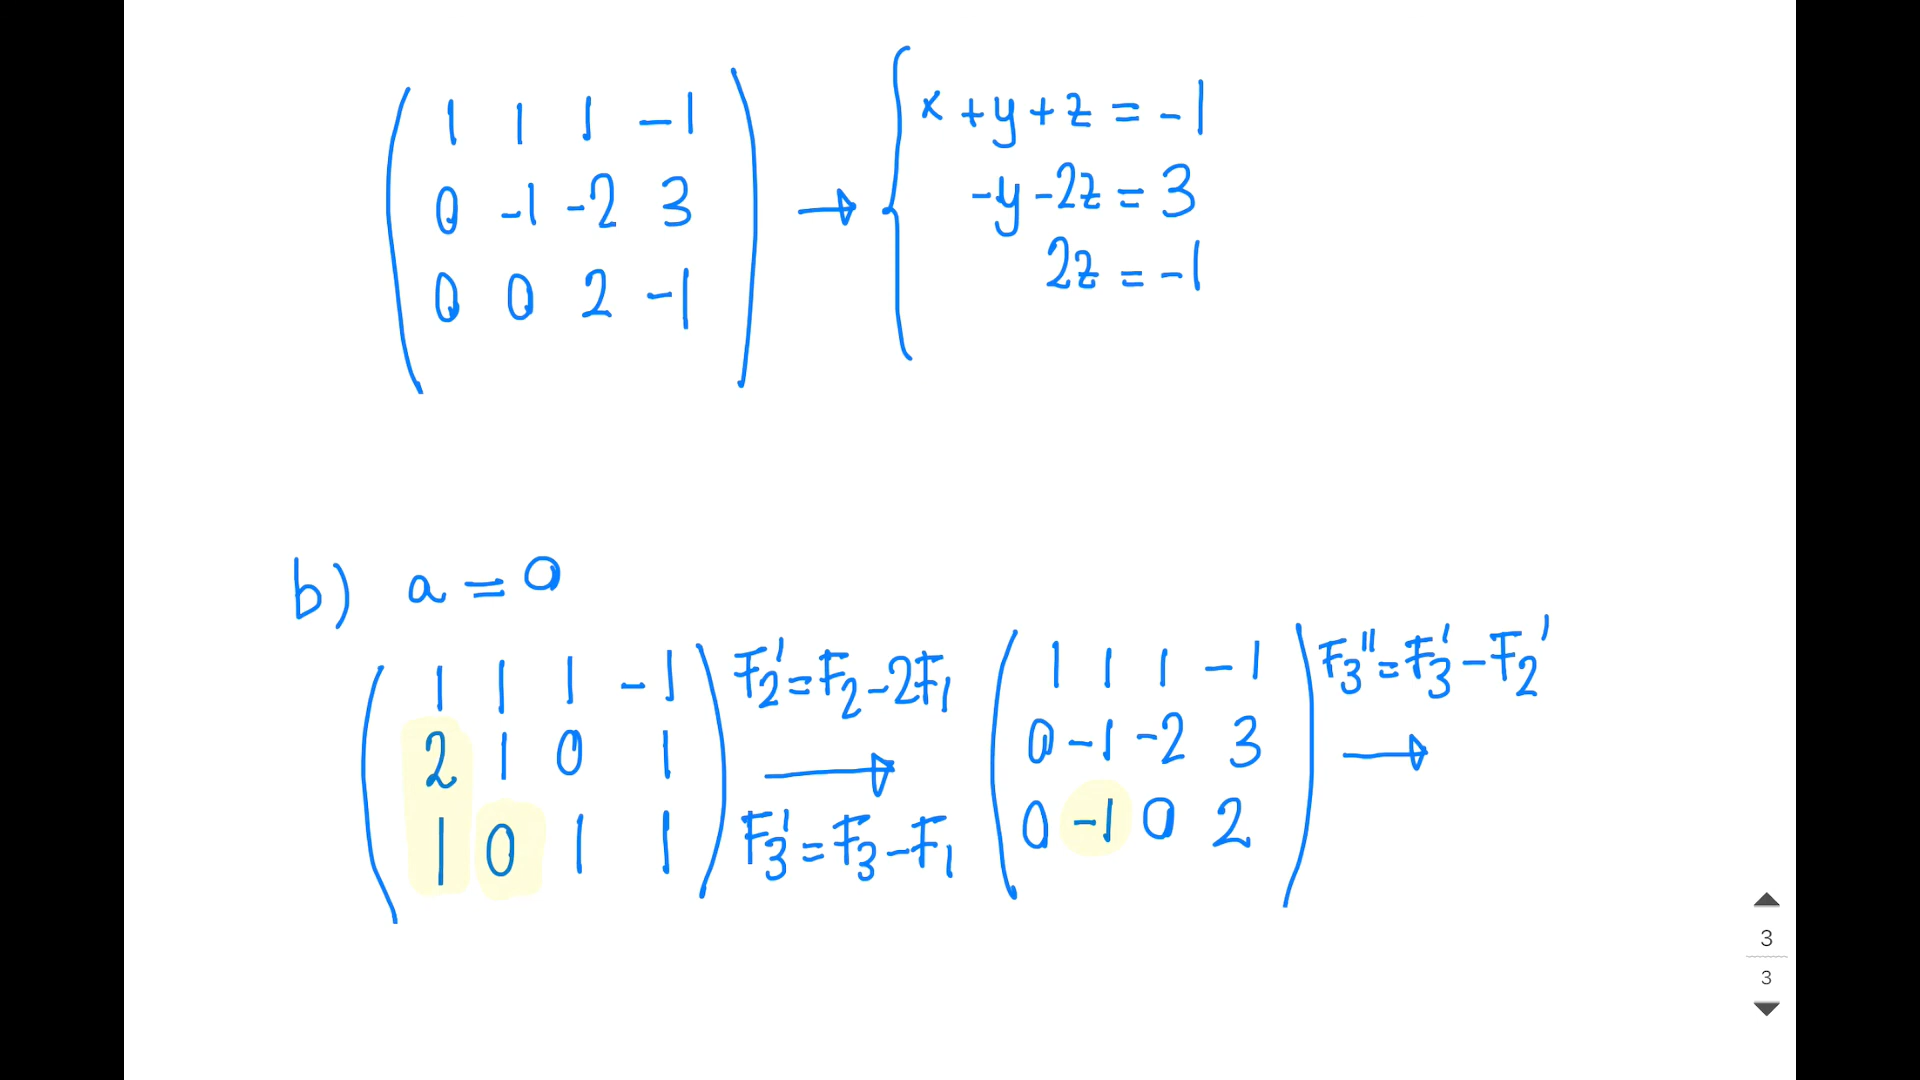 1 1 1 -1
0 -1 -2 3
0 0 2 -1
→
x + y + z = -1
-y - 2z = 3
2z = -1
b) a = 0
1 1 1 -1
2 1 0 1
1 0 1 1
F₂' = F₂ - 2F₁
→
F₃' = F₃ - F₁
1 1 1 -1
0 -1 -2 3
0 -1 0 2
F₃'' = F₃' - F₂'
→
3
3